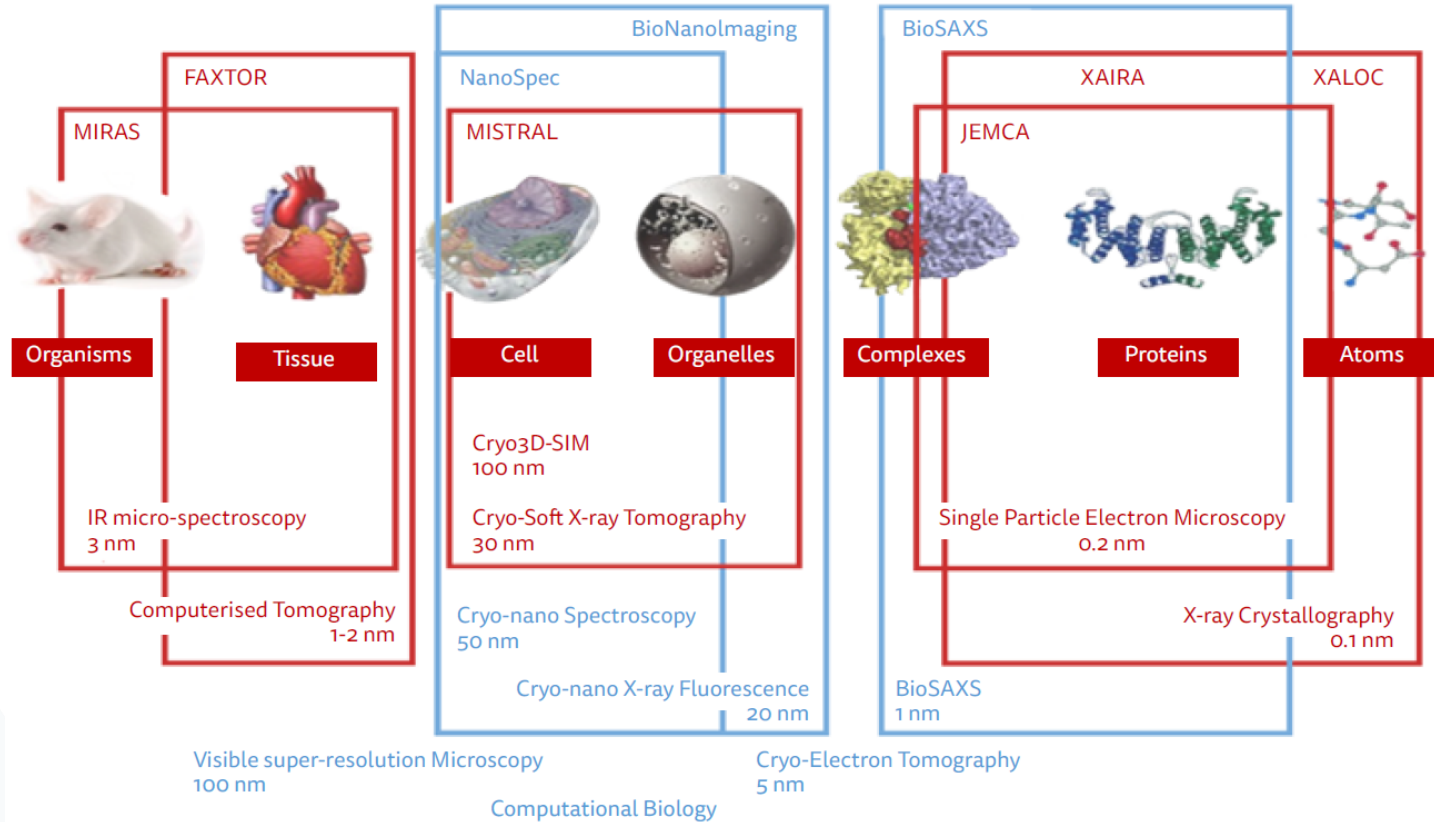 BioNanoImaging
BioSAXS
FAXTOR
NanoSpec
XAIRA
XALOC
MIRAS
MISTRAL
JEMCA
Organisms
Tissue
Cell
Organelles
Complexes
Proteins
Atoms
Cryo3D-SIM
100 nm
IR micro-spectroscopy
3 nm
Cryo-Soft X-ray Tomography
30 nm
Single Particle Electron Microscopy
0.2 nm
Computerised Tomography
1-2 nm
Cryo-nano Spectroscopy
50 nm
X-ray Crystallography
0.1 nm
Cryo-nano X-ray Fluorescence
20 nm
BioSAXS
1 nm
Visible super-resolution Microscopy
100 nm
Cryo-Electron Tomography
5 nm
Computational Biology